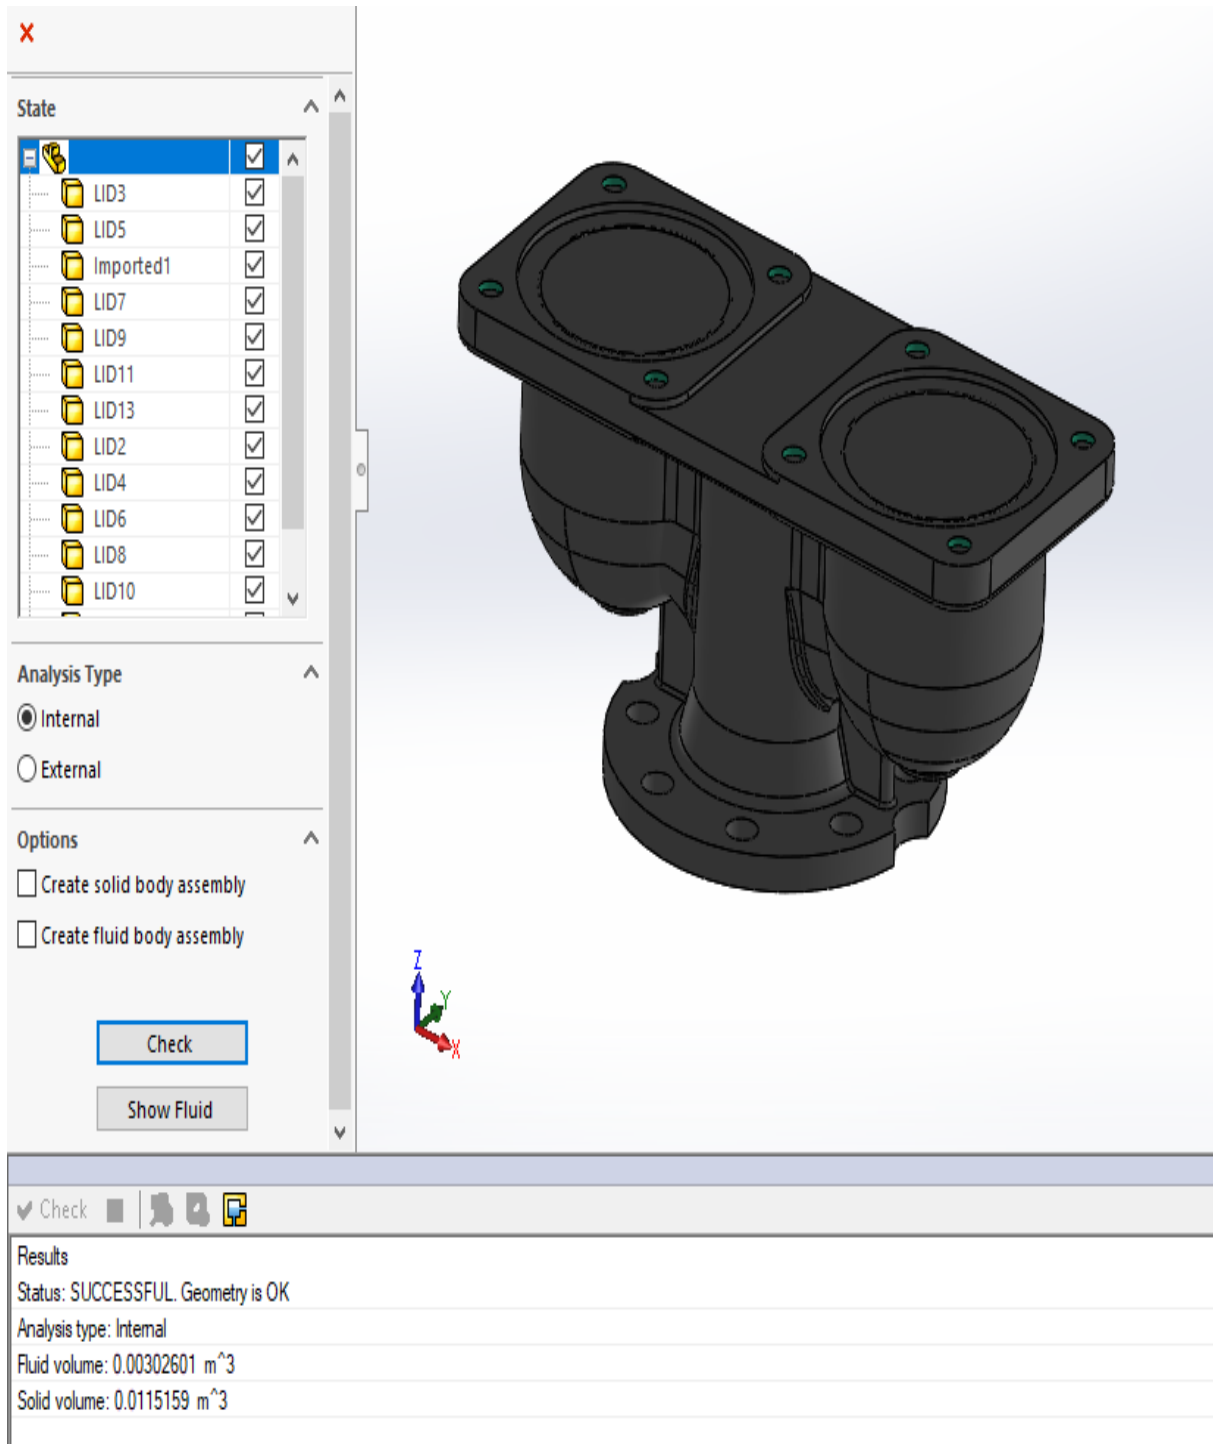 State
LID3
LID5
Imported1
LID7
LID9
LID11
LID13
LID2
LID4
LID6
LID8
LID10
Analysis Type
Internal
External
Options
Create solid body assembly
Create fluid body assembly
Check
Show Fluid
Z
Y
X
Check
Results
Status: SUCCESSFUL. Geometry is OK
Analysis type: Internal
Fluid volume: 0.00302601 m^3
Solid volume: 0.0115159 m^3